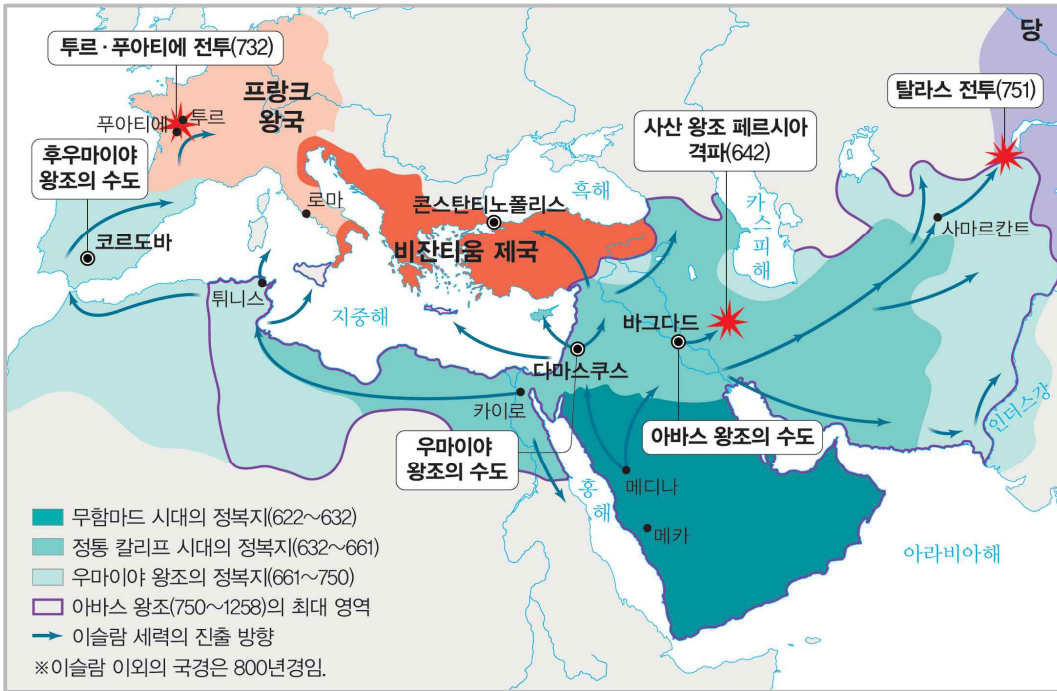 당
투르·푸아티에 전투(732)
프랑크
왕국
투르
푸아티에
탈라스 전투(751)
사산 왕조 페르시아
격파(642)
후우마이야
왕조의 수도
흑해
카스피해
로마
콘스탄티노폴리스
사마르칸트
코르도바
비잔티움 제국
튀니스
지중해
바그다드
다마스쿠스
카이로
인더스강
우마이야
왕조의 수도
아바스 왕조의 수도
홍해
메디나
메카
아라비아해
무함마드 시대의 정복지(622~632)
정통 칼리프 시대의 정복지(632~661)
우마이야 왕조의 정복지(661~750)
아바스 왕조(750~1258)의 최대 영역
이슬람 세력의 진출 방향
※이슬람 이외의 국경은 800년경임.